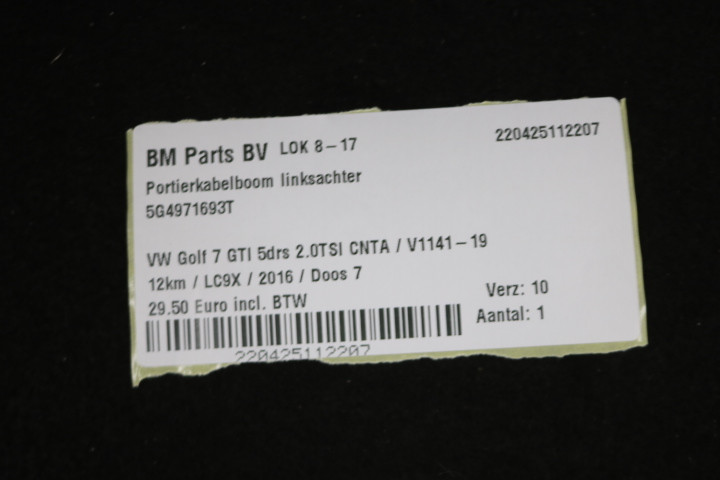 BM Parts BV LOK 8-17 220425112207
Portierkabelboom linksachter
5G4971693T
VW Golf 7 GTI 5drs 2.0TSI CNTA / V1141-19
12km / LC9X / 2016 / Doos 7
29.50 Euro incl. BTW
Verz: 10
Aantal: 1
220425112207